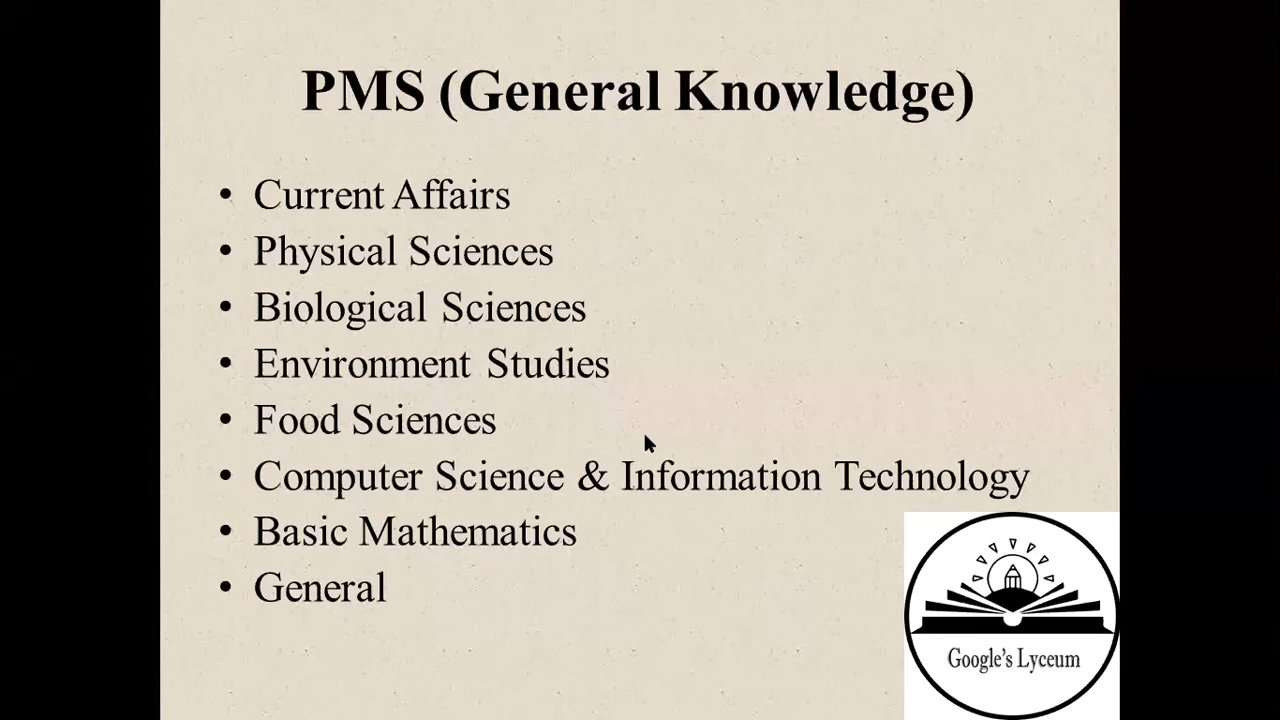 PMS (General Knowledge)
• Current Affairs
• Physical Sciences
• Biological Sciences
• Environment Studies
• Food Sciences
• Computer Science & Information Technology
• Basic Mathematics
• General
Google's Lyceum